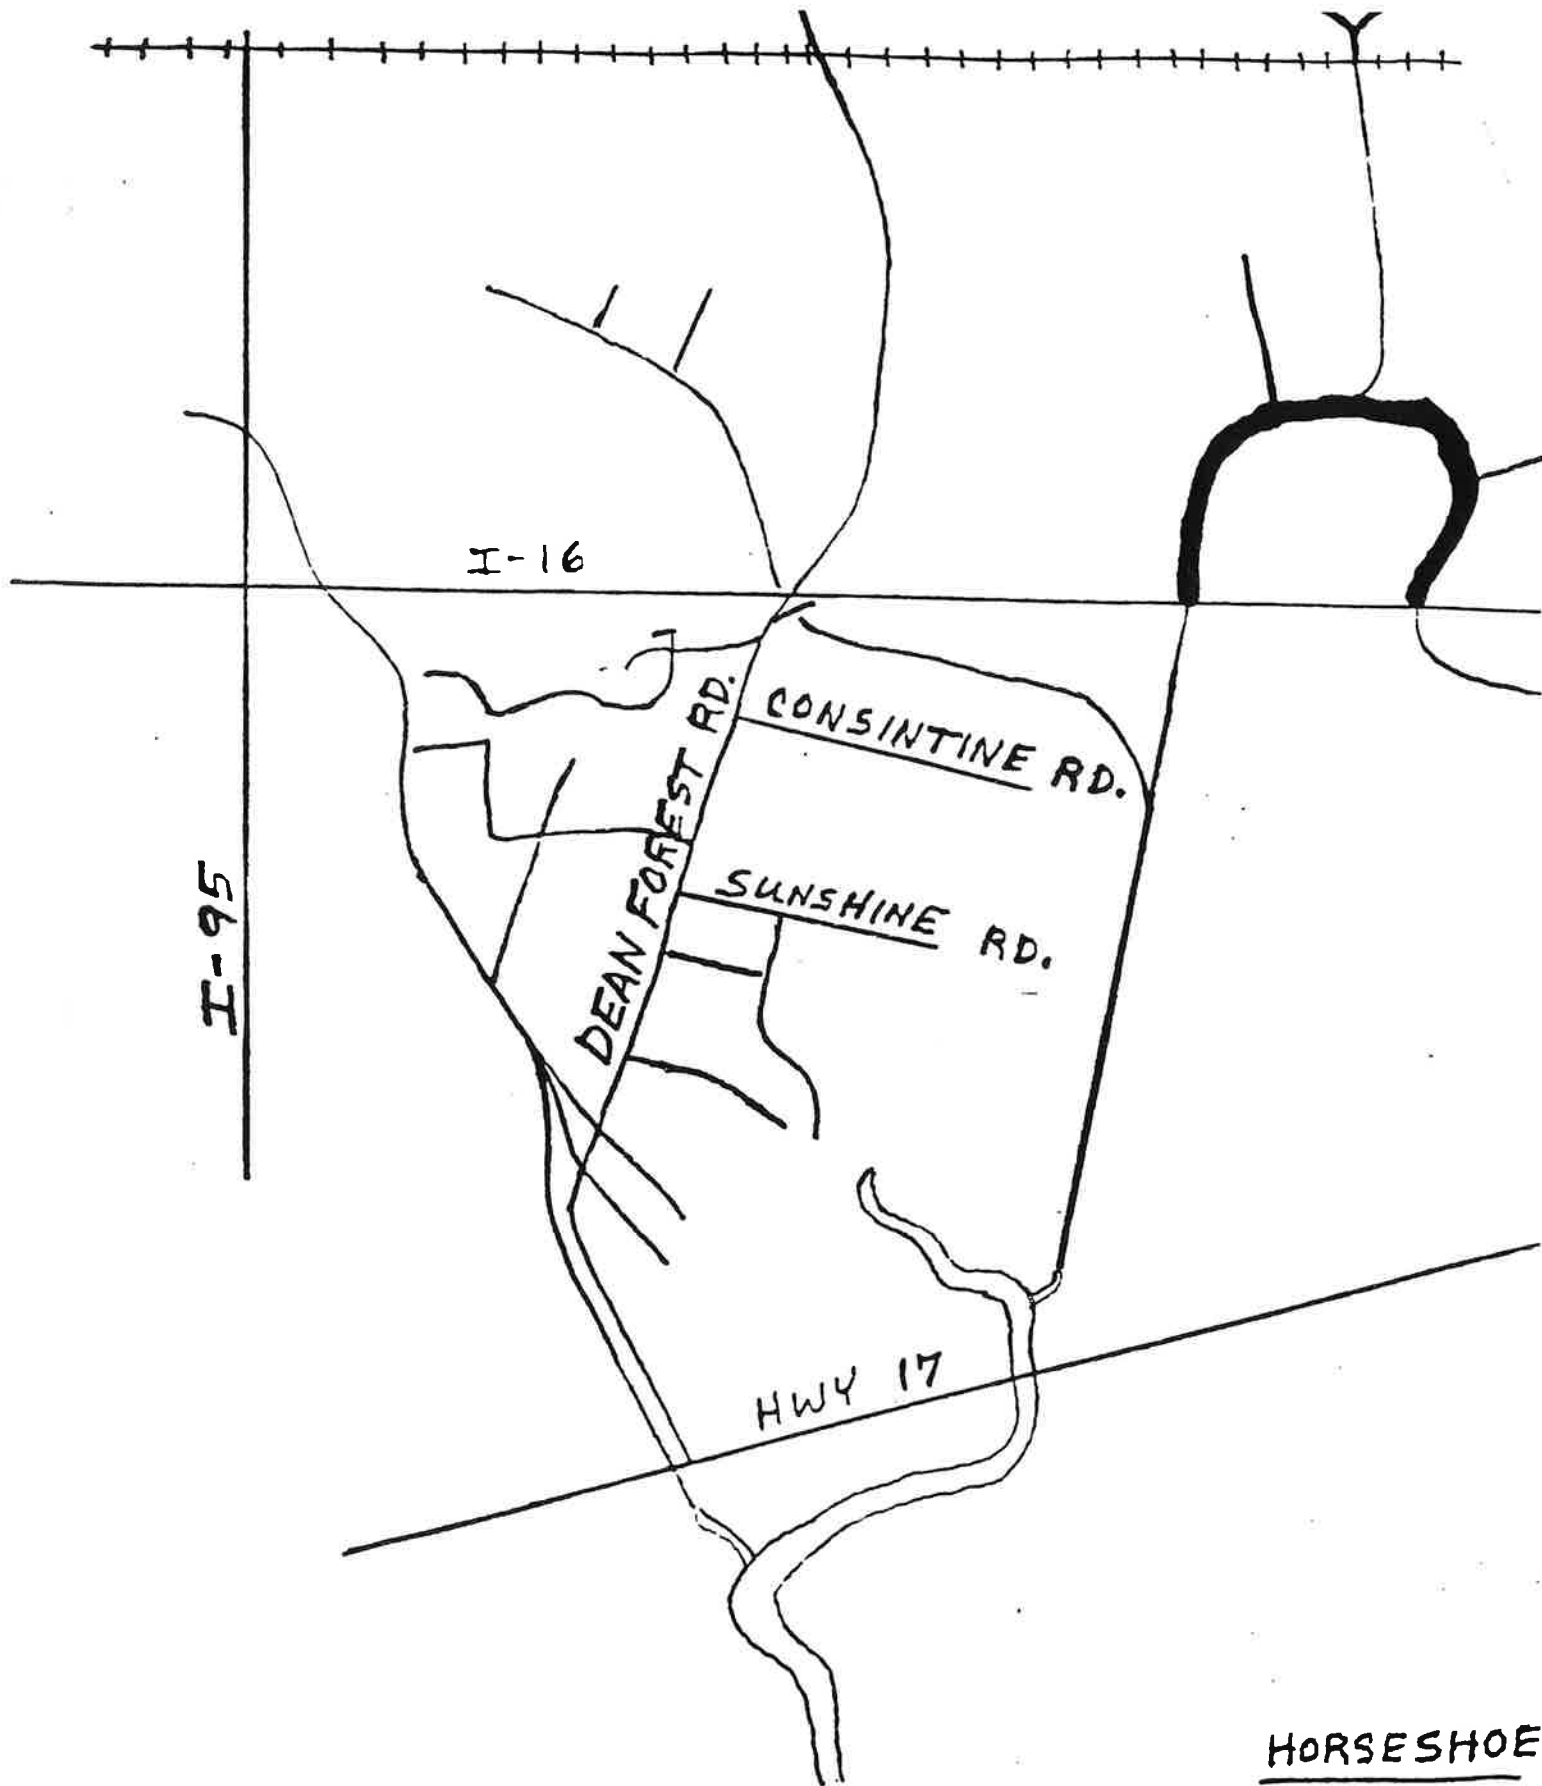 I-16
CONSINTINE RD.
DEAN FOREST RD.
SUNSHINE RD.
I-95
HWY 17
HORSESHOE